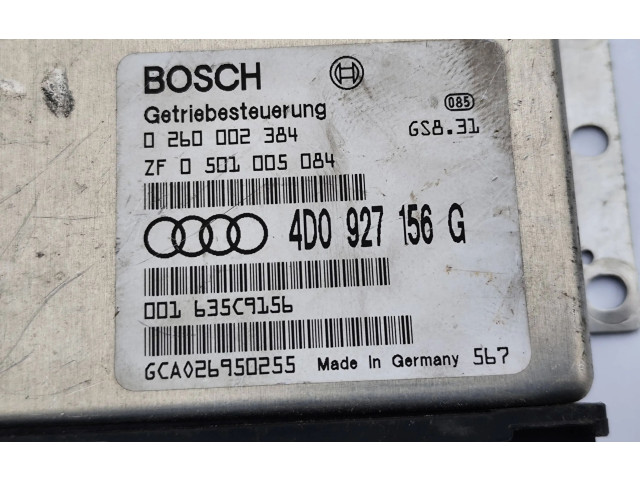 BOSCH
Getriebesteuerung
085
0 260 002 384
GS8.31
ZF 0 501 005 084
4D0 927 156 G
001 635C9156
GCA026950255 Made in Germany 567